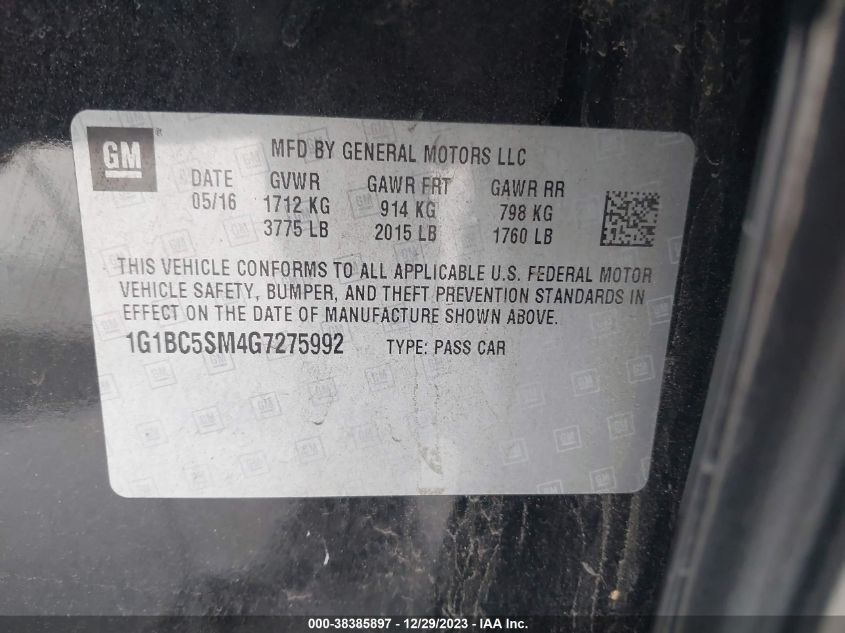 GM ® MFD BY GENERAL MOTORS LLC
DATE GVWR GAWR FRT GAWR RR
05/16 1712 KG 914 KG 798 KG
3775 LB 2015 LB 1760 LB
THIS VEHICLE CONFORMS TO ALL APPLICABLE U.S. FEDERAL MOTOR
VEHICLE SAFETY, BUMPER, AND THEFT PREVENTION STANDARDS IN
EFFECT ON THE DATE OF MANUFACTURE SHOWN ABOVE.
1G1BC5SM4G7275992 TYPE: PASS CAR
000-38385897 - 12/29/2023 - IAA Inc.